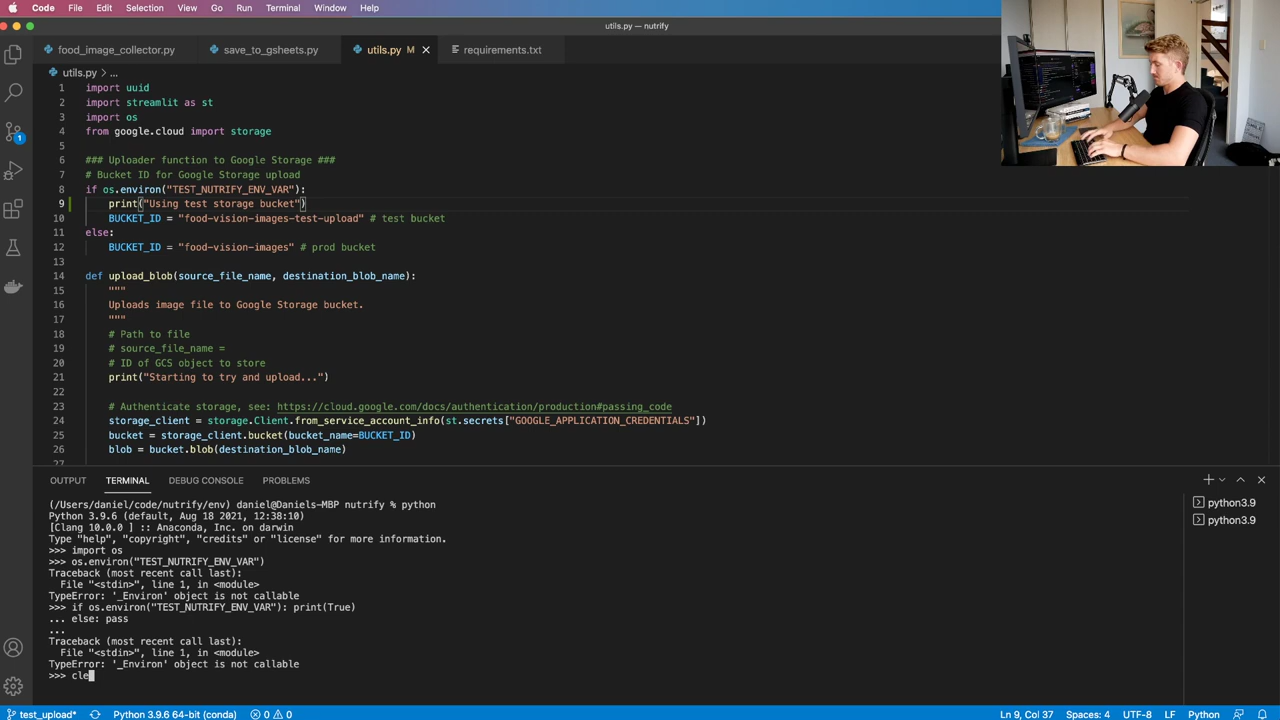 Code File Edit Selection View Go Run Terminal Window Help
utils.py — nutrify
food_image_collector.py save_to_gsheets.py utils.py M requirements.txt
utils.py > ...
1 import uuid
2 import streamlit as st
3 import os
4 from google.cloud import storage
5
6 ### Uploader function to Google Storage ###
7 # Bucket ID for Google Storage upload
8 if os.environ("TEST_NUTRIFY_ENV_VAR"):
9 print("Using test storage bucket")
10 BUCKET_ID = "food-vision-images-test-upload" # test bucket
11 else:
12 BUCKET_ID = "food-vision-images" # prod bucket
13
14 def upload_blob(source_file_name, destination_blob_name):
15 """
16 Uploads image file to Google Storage bucket.
17 """
18 # Path to file
19 # source_file_name =
20 # ID of GCS object to store
21 print("Starting to try and upload...")
22
23 # Authenticate storage, see: https://cloud.google.com/docs/authentication/production#passing_code
24 storage_client = storage.Client.from_service_account_info(st.secrets["GOOGLE_APPLICATION_CREDENTIALS"])
25 bucket = storage_client.bucket(bucket_name=BUCKET_ID)
26 blob = bucket.blob(destination_blob_name)
27
OUTPUT TERMINAL DEBUG CONSOLE PROBLEMS
(/Users/daniel/code/nutrify/env) daniel@Daniels-MBP nutrify % python
Python 3.9.6 (default, Aug 18 2021, 12:38:10)
[Clang 10.0.0 ] :: Anaconda, Inc. on darwin
Type "help", "copyright", "credits" or "license" for more information.
>>> import os
>>> os.environ("TEST_NUTRIFY_ENV_VAR")
Traceback (most recent call last):
File "<stdin>", line 1, in <module>
TypeError: '_Environ' object is not callable
>>> if os.environ("TEST_NUTRIFY_ENV_VAR"): print(True)
... else: pass
...
Traceback (most recent call last):
File "<stdin>", line 1, in <module>
TypeError: '_Environ' object is not callable
>>> cle
python3.9
python3.9
1
test_upload* Python 3.9.6 64-bit (conda) 0 0 Ln 9, Col 37 Spaces: 4 UTF-8 LF Python